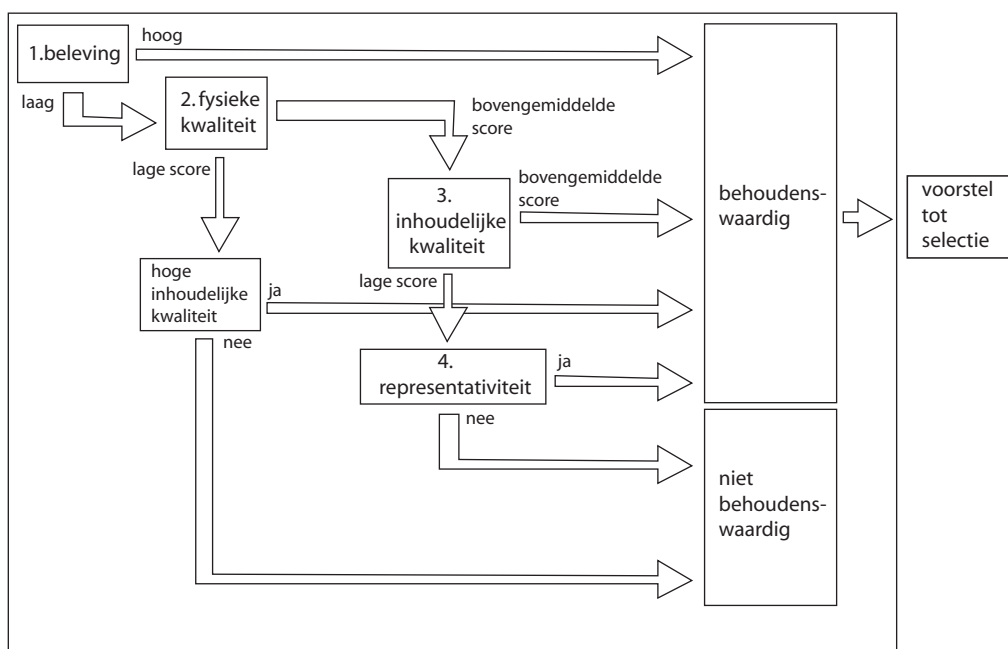 hoog
1.beleving
laag
2. fysieke
kwaliteit
bovengemiddelde
score
lage score
3.
inhoudelijke
kwaliteit
bovengemiddelde
score
behoudens-
waardig
voorstel
tot
selectie
hoge
inhoudelijke
kwaliteit
ja
lage score
nee
4.
representativiteit
ja
nee
niet
behoudens-
waardig